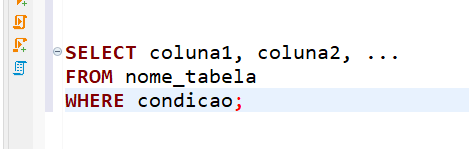 SELECT coluna1, coluna2, ...
FROM nome_tabela
WHERE condicao;